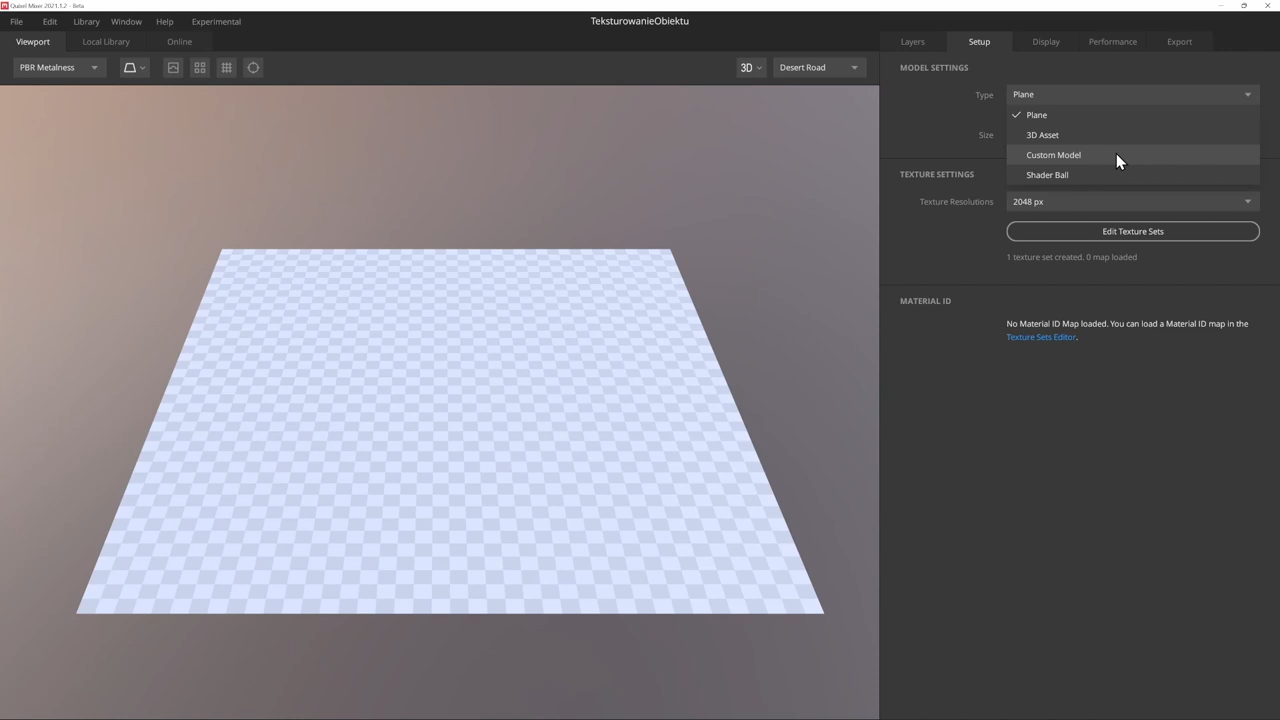 Quixel Mixer 2021.1.2 - Beta
File Edit Library Window Help Experimental
TeksturowanieObiektu
Viewport Local Library Online
Layers Setup Display Performance Export
PBR Metalness
3D
Desert Road
MODEL SETTINGS
Type Plane
Plane
Size
3D Asset
Custom Model
Shader Ball
TEXTURE SETTINGS
Texture Resolutions 2048 px
Edit Texture Sets
1 texture set created. 0 map loaded
MATERIAL ID
No Material ID Map loaded. You can load a Material ID map in the
Texture Sets Editor.